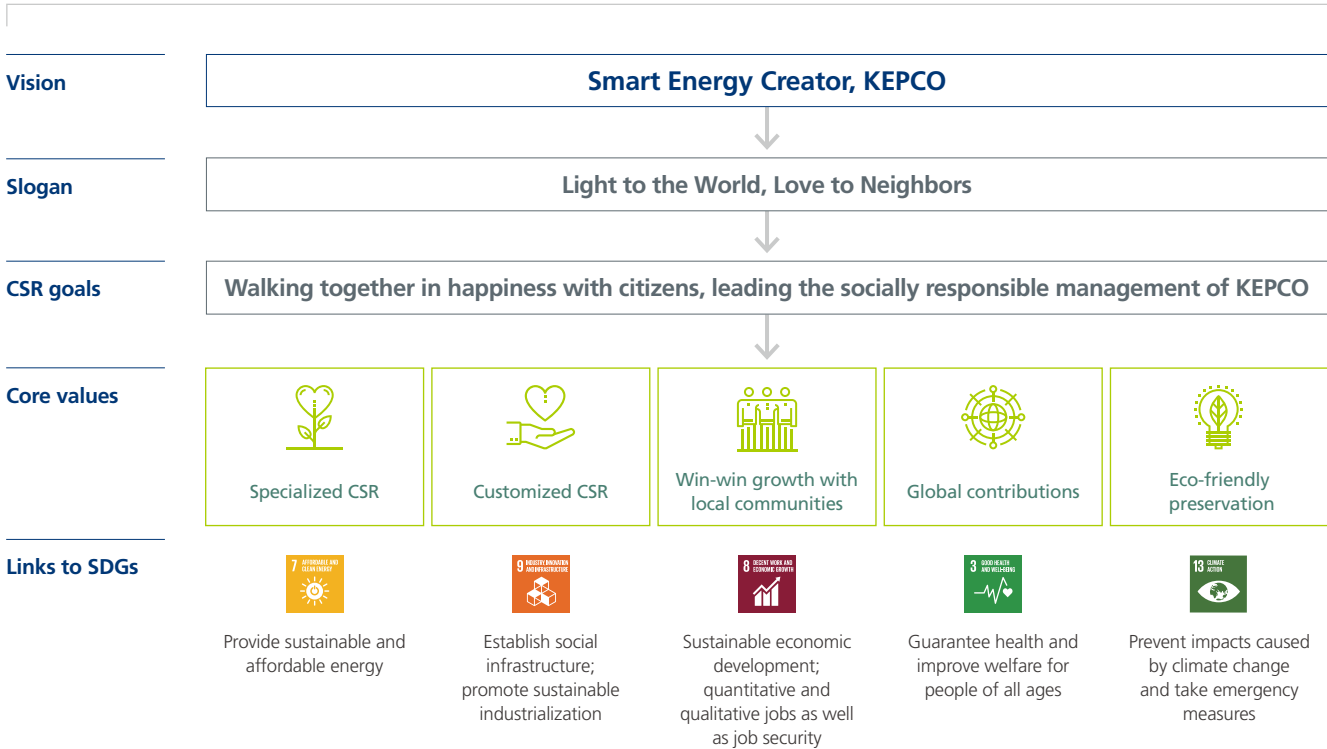 Vision
Smart Energy Creator, KEPCO
Slogan
Light to the World, Love to Neighbors
CSR goals
Walking together in happiness with citizens, leading the socially responsible management of KEPCO
Core values
Specialized CSR
Customized CSR
Win-win growth with
local communities
Global contributions
Eco-friendly
preservation
Links to SDGs
7 AFFORDABLE AND
CLEAN ENERGY
Provide sustainable and
affordable energy
9 INDUSTRY, INNOVATION
AND INFRASTRUCTURE
Establish social
infrastructure;
promote sustainable
industrialization
8 DECENT WORK AND
ECONOMIC GROWTH
Sustainable economic
development;
quantitative and
qualitative jobs as well
as job security
3 GOOD HEALTH
AND WELL-BEING
Guarantee health and
improve welfare for
people of all ages
13 CLIMATE
ACTION
Prevent impacts caused
by climate change
and take emergency
measures